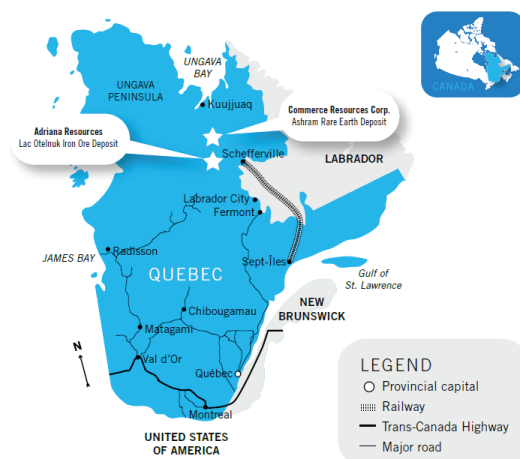 UNGAVA
BAY
UNGAVA
PENINSULA
Kuujjuaq
CANADA
Commerce Resources Corp.
Ashram Rare Earth Deposit
Adriana Resources
Lac Otelnuk Iron Ore Deposit
Schefferville
LABRADOR
Labrador City
Fermont
Radisson
JAMES BAY
QUEBEC
Sept-Îles
Gulf of
St. Lawrence
Chibougamau
NEW
BRUNSWICK
Matagami
N
Val d'Or
Québec
Montreal
UNITED STATES
OF AMERICA
LEGEND
Provincial capital
Railway
Trans-Canada Highway
Major road